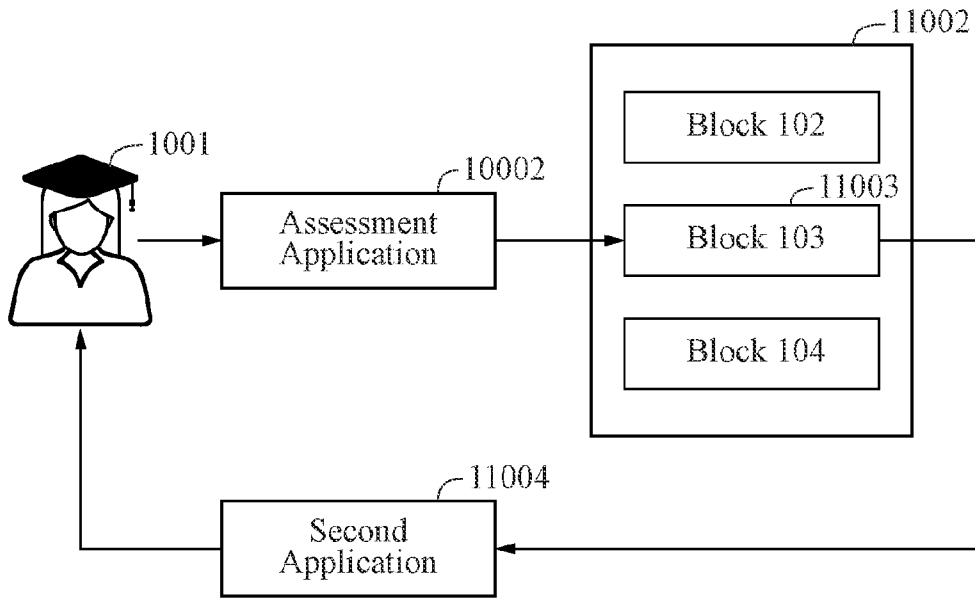 11002
Block 102
1001
10002
11003
Assessment
Application
Block 103
Block 104
11004
Second
Application